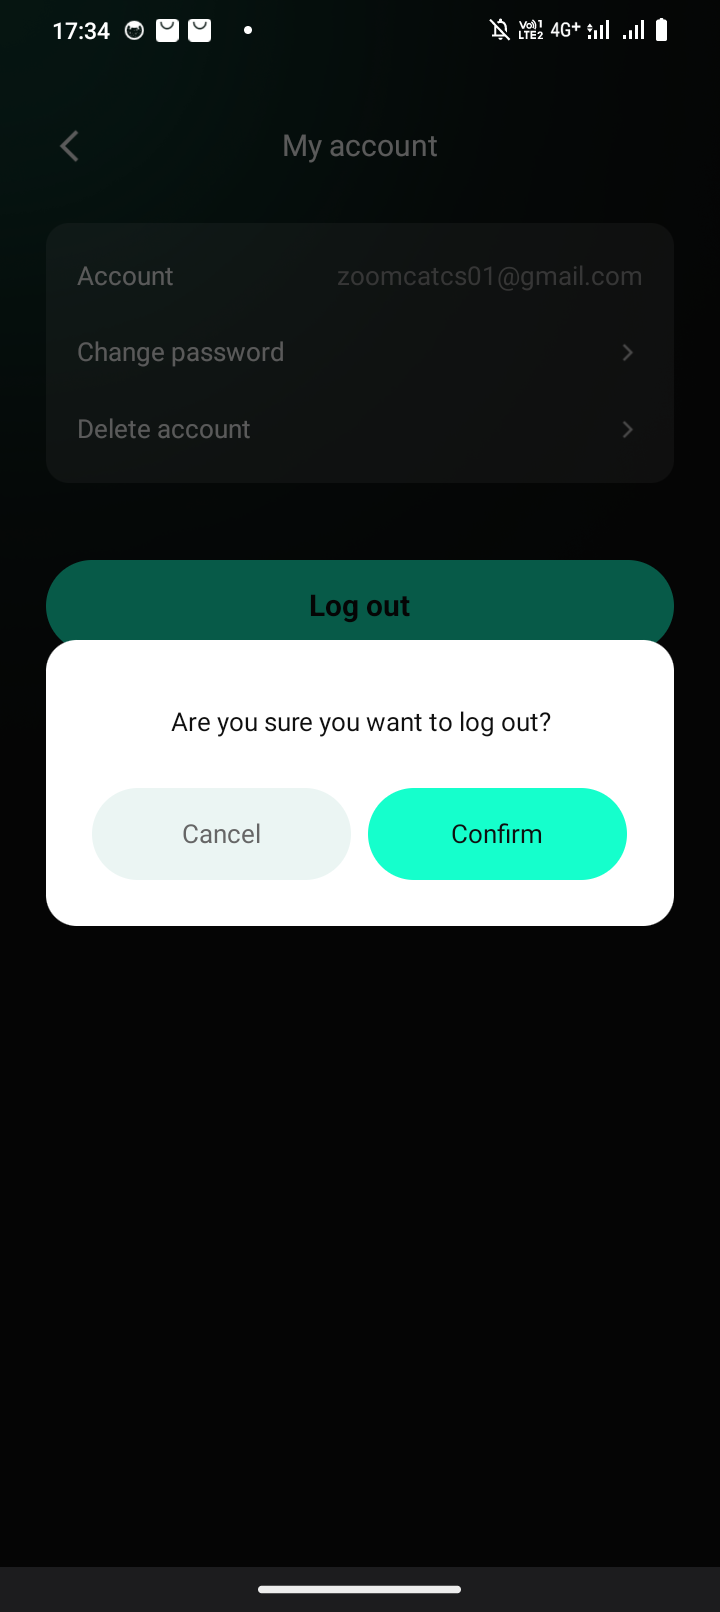 17:34
Vo)) 1
LTE2
4G+
My account
Account
zoomcatcs01@gmail.com
Change password
Delete account
Log out
Are you sure you want to log out?
Cancel
Confirm